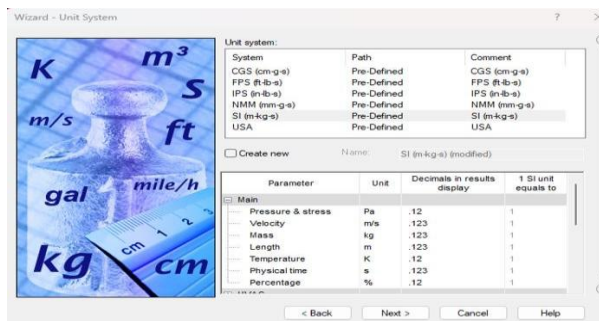 Wizard - Unit System ? X
K
m³
S
m/s
ft
gal
mile/h
kg
cm
cm 1 2 3
Unit system:
System Path Comment
CGS (cm-g-s) Pre-Defined CGS (cm-g-s)
FPS (ft-lb-s) Pre-Defined FPS (ft-lb-s)
IPS (in-lb-s) Pre-Defined IPS (in-lb-s)
NMM (mm-g-s) Pre-Defined NMM (mm-g-s)
SI (m-kg-s) Pre-Defined SI (m-kg-s)
USA Pre-Defined USA
Create new Name: SI (m-kg-s) (modified)
Parameter Unit Decimals in results display 1 SI unit equals to
Main
Pressure & stress Pa .12 1
Velocity m/s .123 1
Mass kg .123 1
Length m .123 1
Temperature K .12 1
Physical time s .123 1
Percentage % .12 1
< Back Next > Cancel Help